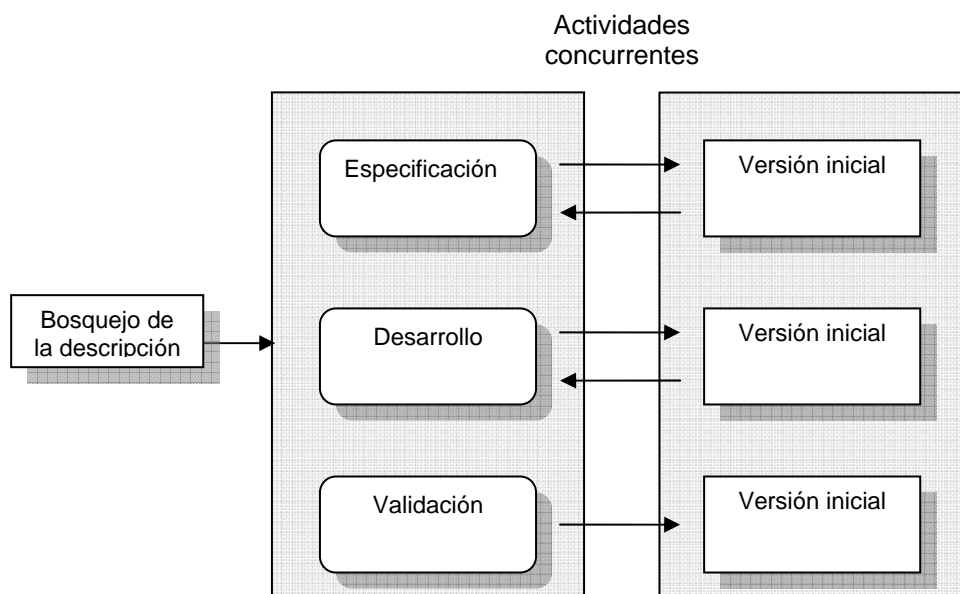 Actividades
concurrentes
Especificación
Versión inicial
Bosquejo de
la descripción
Desarrollo
Versión inicial
Validación
Versión inicial